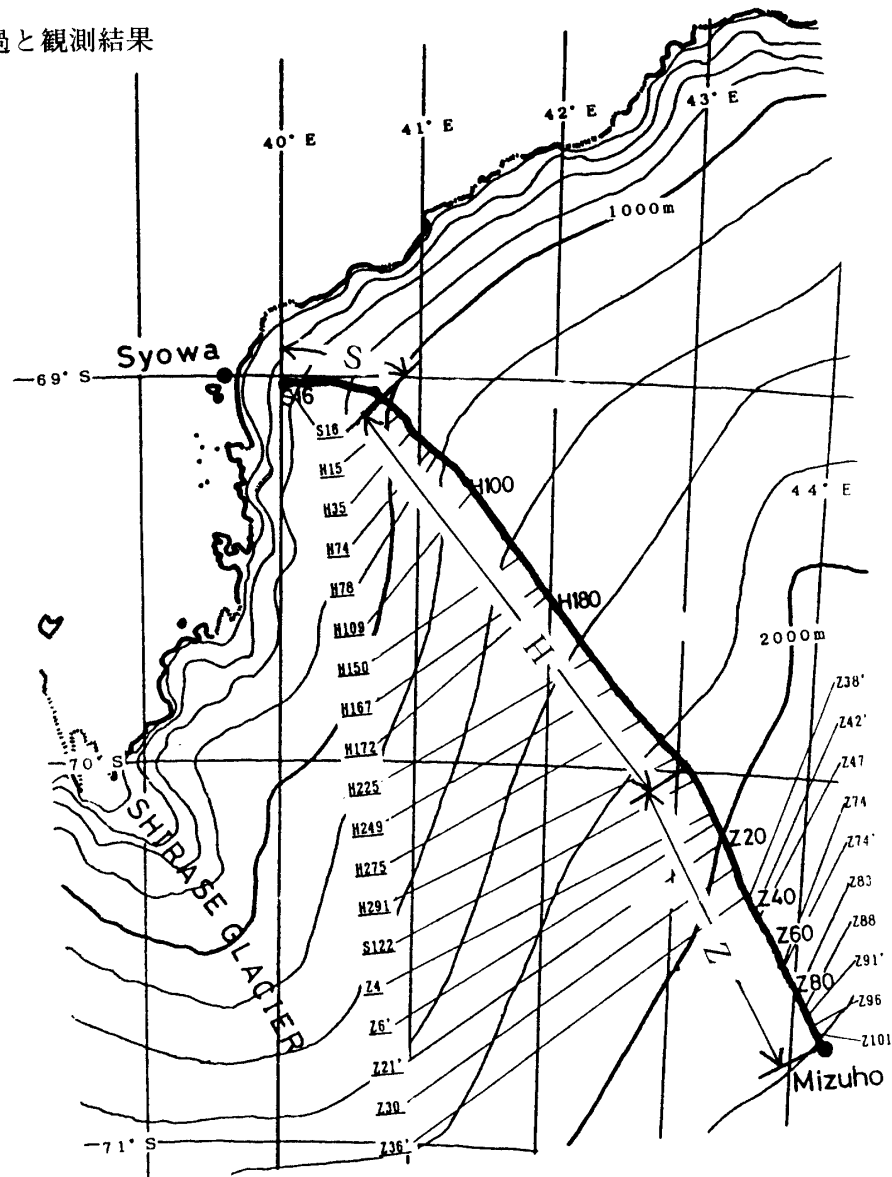 過と観測結果
40° E
41° E
42° E
43° E
1000m
Syowa
69° S
S
S16
S18
H15
H35
H74
H78
H109
H150
H167
H172
H225
H249
H275
H291
S122
Z4
Z6'
Z21'
Z30
Z36'
H100
H180
H
44° E
2000m
Z38'
Z42'
Z47
Z74
Z74'
Z83
Z88
Z91'
Z96
Z101
70° S
SHIRASE GLACIER
Z20
Z40
Z60
Z80
Z
Mizuho
71° S